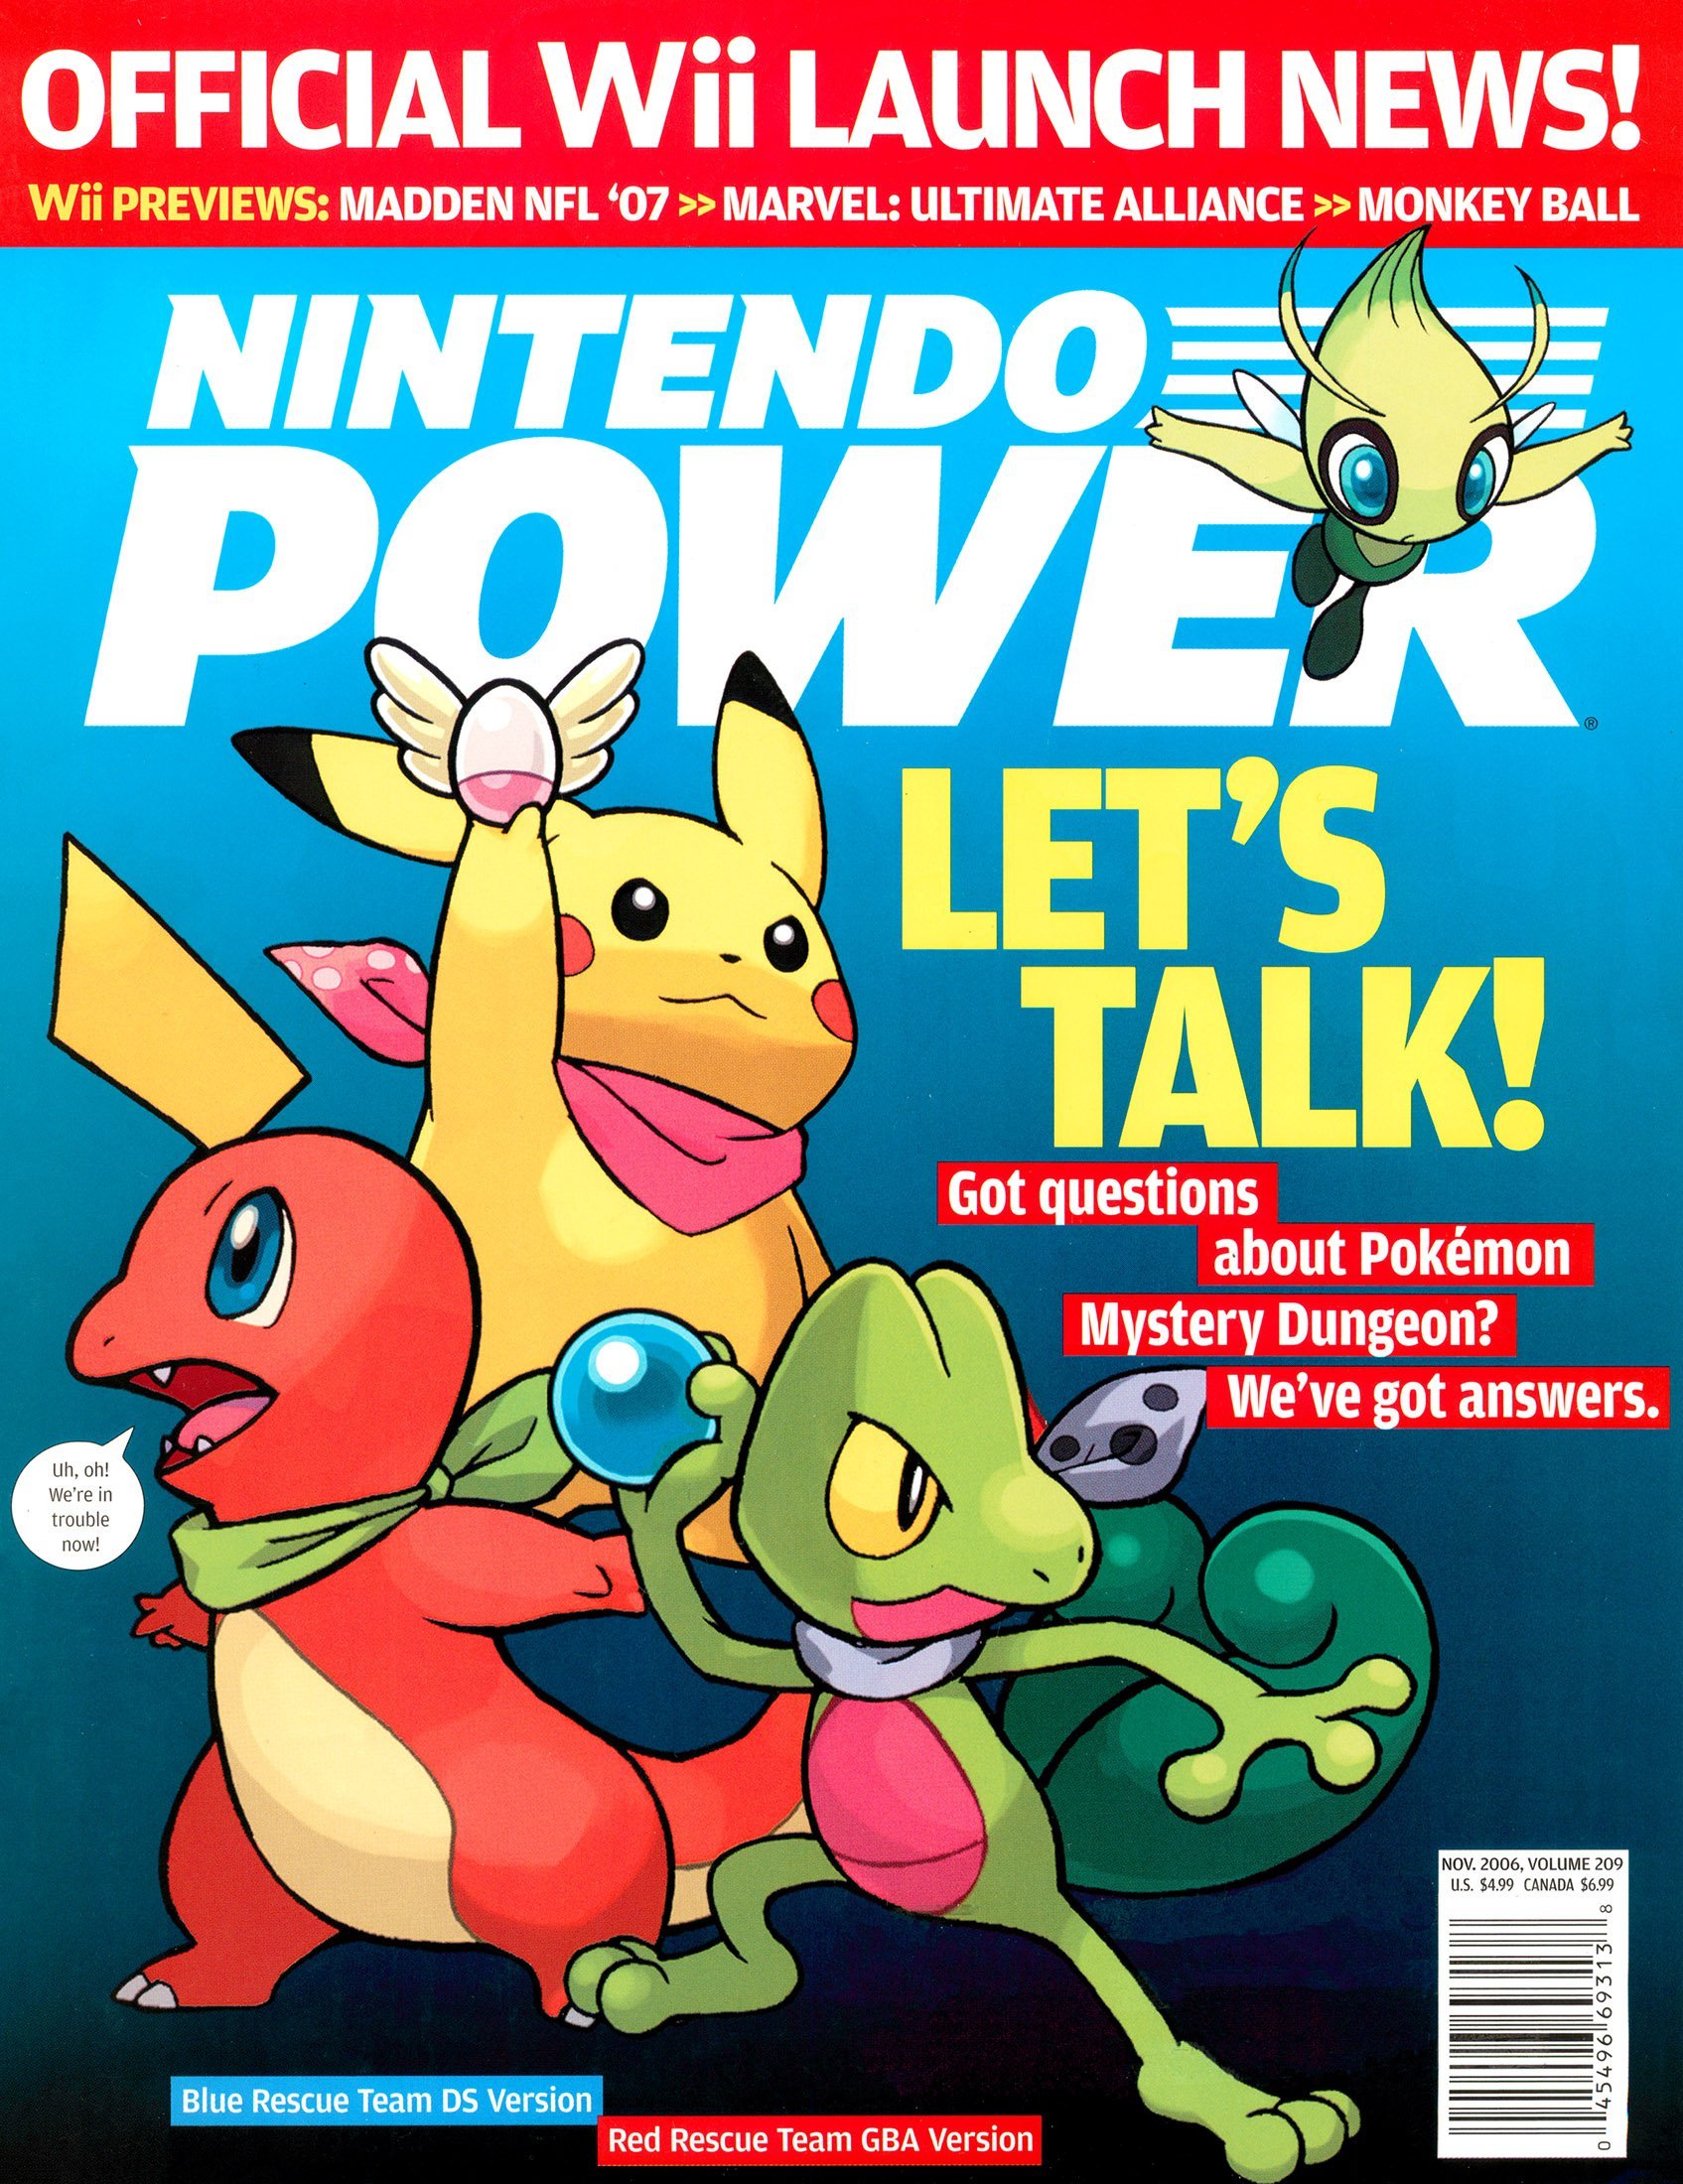 OFFICIAL Wii LAUNCH NEWS!
Wii PREVIEWS: MADDEN NFL ‘07 >> MARVEL: ULTIMATE ALLIANCE >> MONKEY BALL
NINTENDO
POWER®
LET’S
TALK!
Got questions
about Pokémon
Mystery Dungeon?
We’ve got answers.
Uh, oh!
We’re in
trouble
now!
NOV. 2006, VOLUME 209
U.S. $4.99 CANADA $6.99
0 45496 69313 8
Blue Rescue Team DS Version
Red Rescue Team GBA Version